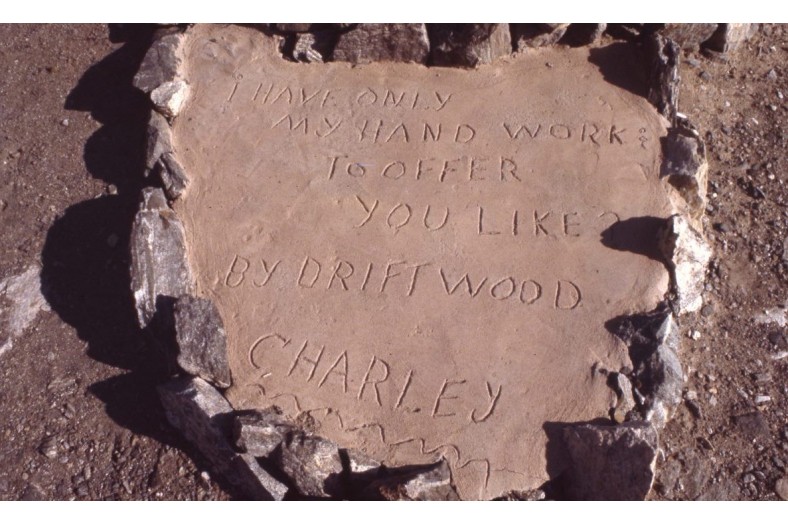 i HAVE ONLY
MY HAND WORK:
TO OFFER
YOU LIKE?
BY DRIFTWOOD
CHARLEY